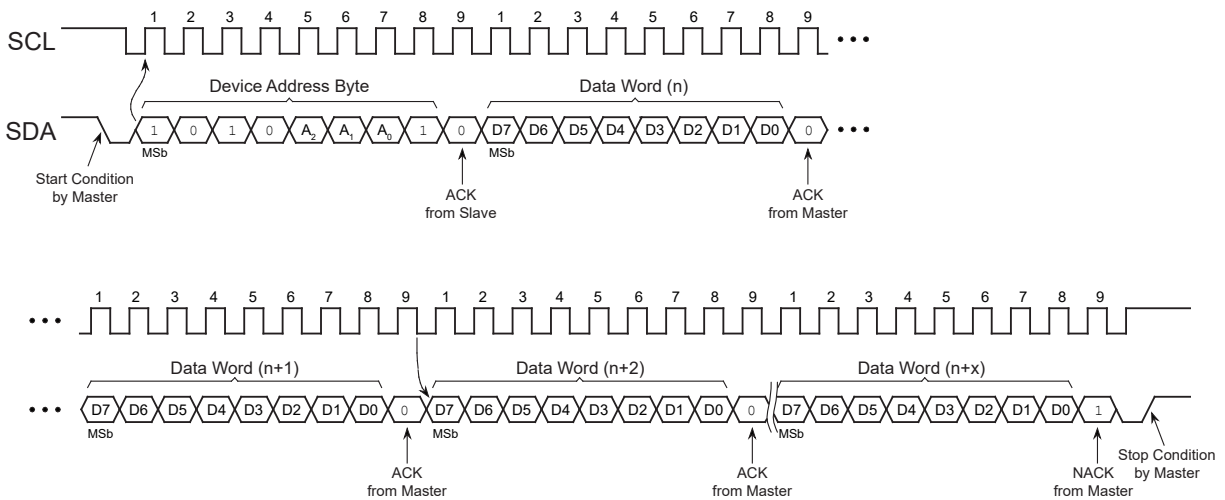 1 2 3 4 5 6 7 8 9 1 2 3 4 5 6 7 8 9
SCL
Device Address Byte
Data Word (n)
SDA
1 0 1 0 A2 A1 A0 1 0 D7 D6 D5 D4 D3 D2 D1 D0 0
MSb
MSb
Start Condition
by Master
ACK
from Slave
ACK
from Master
1 2 3 4 5 6 7 8 9 1 2 3 4 5 6 7 8 9 1 2 3 4 5 6 7 8 9
Data Word (n+1)
Data Word (n+2)
Data Word (n+x)
D7 D6 D5 D4 D3 D2 D1 D0 0 D7 D6 D5 D4 D3 D2 D1 D0 0 D7 D6 D5 D4 D3 D2 D1 D0 1
MSb
MSb
MSb
ACK
from Master
ACK
from Master
NACK
from Master
Stop Condition
by Master